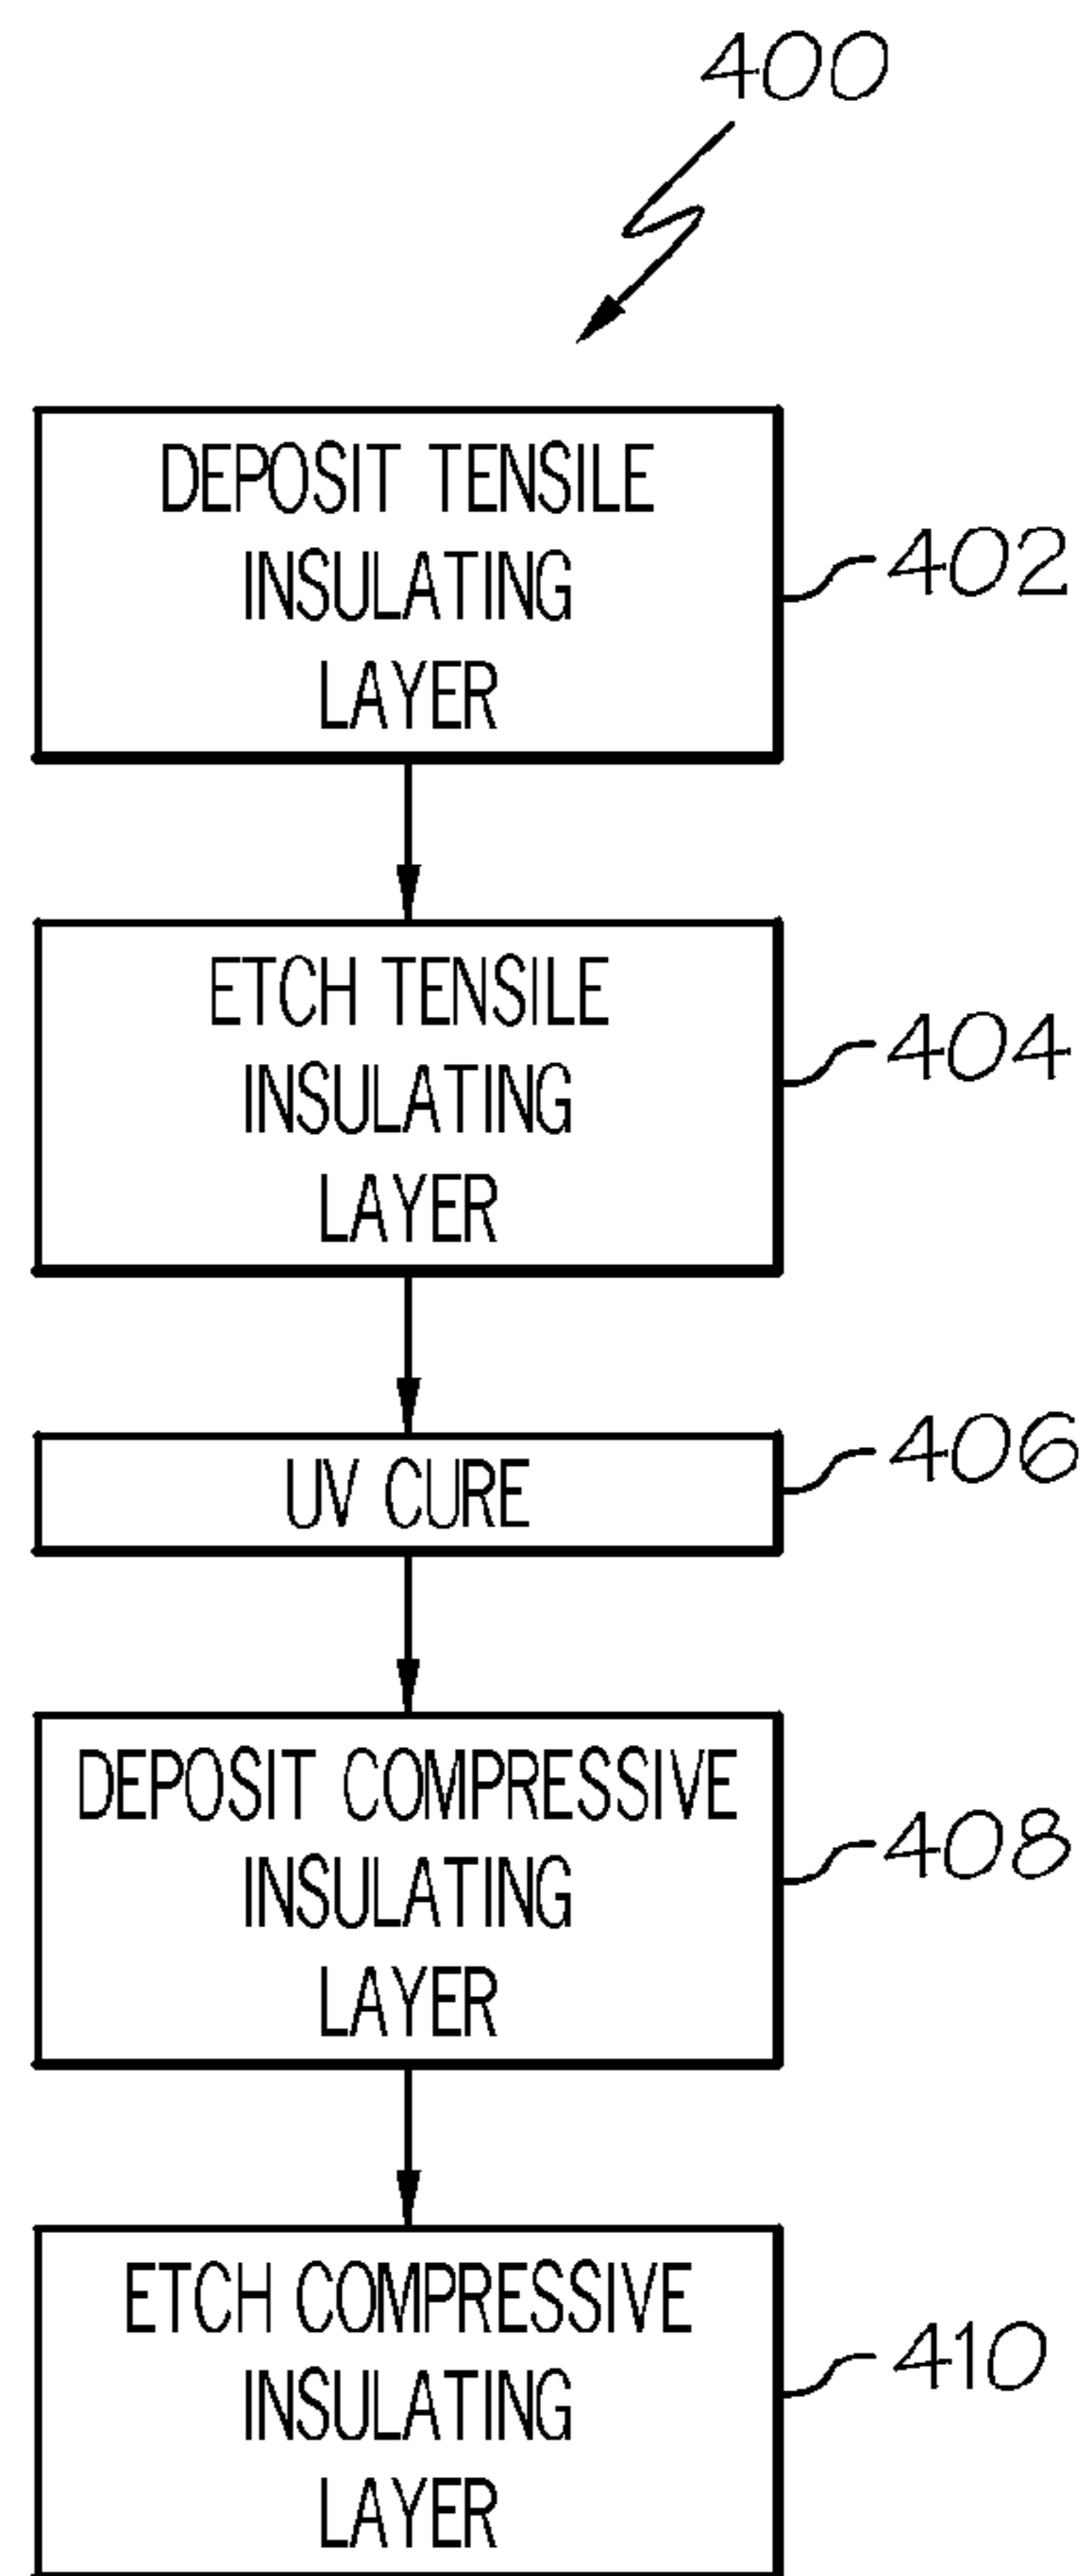 400
DEPOSIT TENSILE
INSULATING
LAYER
402
ETCH TENSILE
INSULATING
LAYER
404
UV CURE
406
DEPOSIT COMPRESSIVE
INSULATING
LAYER
408
ETCH COMPRESSIVE
INSULATING
LAYER
410